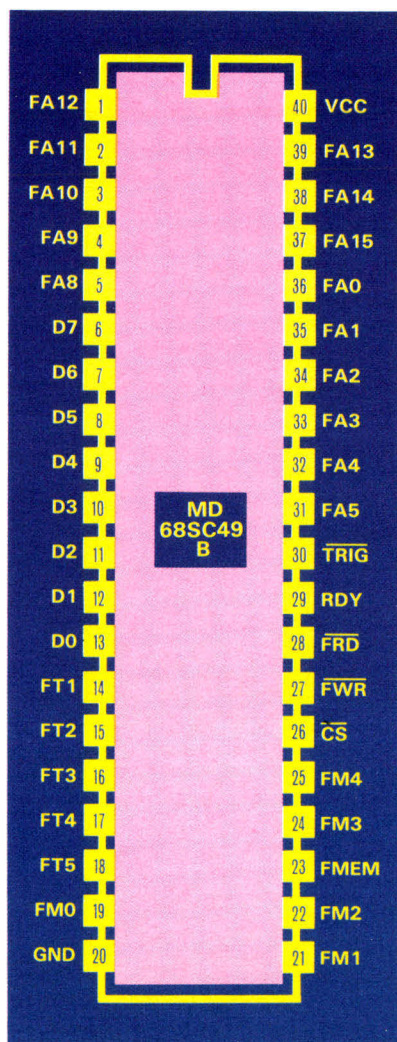 FA12 1 40 VCC
FA11 2 39 FA13
FA10 3 38 FA14
FA9 4 37 FA15
FA8 5 36 FA0
D7 6 35 FA1
D6 7 34 FA2
D5 8 33 FA3
D4 9 32 FA4
D3 10 31 FA5
MD
68SC49
B
D2 11 30 TRIG
D1 12 29 RDY
D0 13 28 FRD
FT1 14 27 FWR
FT2 15 26 CS
FT3 16 25 FM4
FT4 17 24 FM3
FT5 18 23 FMEM
FM0 19 22 FM2
GND 20 21 FM1